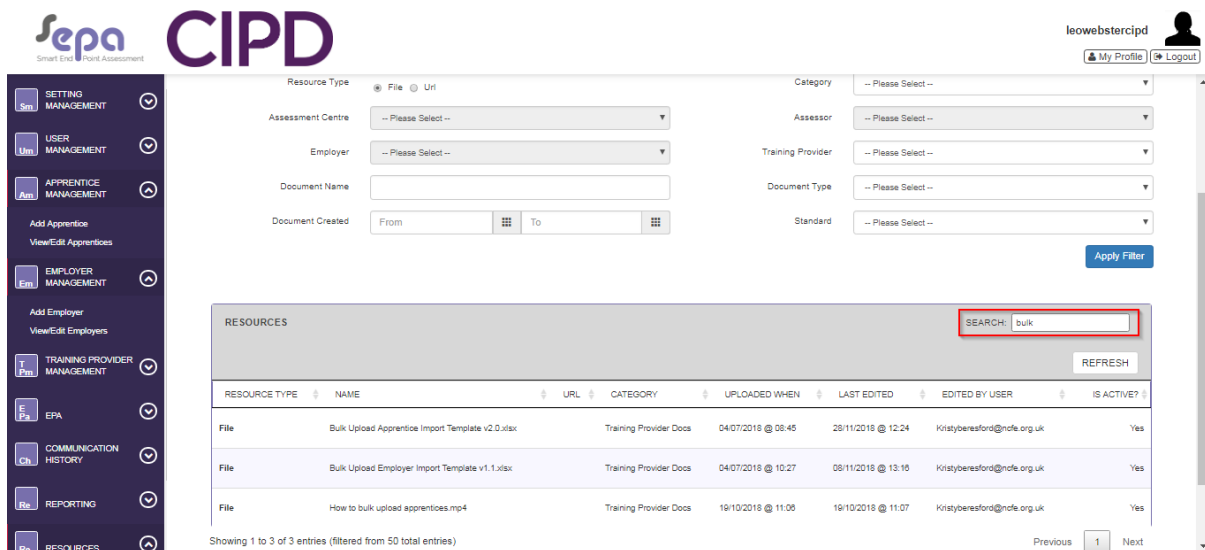 Sepa
Smart End Point Assessment
CIPD
leowebstercipd
My Profile
Logout
Sm
SETTING
MANAGEMENT
Um
USER
MANAGEMENT
Am
APPRENTICE
MANAGEMENT
Add Apprentice
View/Edit Apprentices
Em
EMPLOYER
MANAGEMENT
Add Employer
View/Edit Employers
T
Pm
TRAINING PROVIDER
MANAGEMENT
E
Pa
EPA
Ch
COMMUNICATION
HISTORY
Re
REPORTING
Re
RESOURCES
Resource Type
File
Url
Category
-- Please Select --
Assessment Centre
-- Please Select --
Assessor
-- Please Select --
Employer
-- Please Select --
Training Provider
-- Please Select --
Document Name
Document Type
-- Please Select --
Document Created
From
To
Standard
-- Please Select --
Apply Filter
RESOURCES
SEARCH: bulk
REFRESH
RESOURCE TYPE NAME URL CATEGORY UPLOADED WHEN LAST EDITED EDITED BY USER IS ACTIVE?
File Bulk Upload Apprentice Import Template v2.0.xlsx Training Provider Docs 04/07/2018 @ 08:45 28/11/2018 @ 12:24 Kristyberesford@ncfe.org.uk Yes
File Bulk Upload Employer Import Template v1.1.xlsx Training Provider Docs 04/07/2018 @ 10:27 08/11/2018 @ 13:16 Kristyberesford@ncfe.org.uk Yes
File How to bulk upload apprentices.mp4 Training Provider Docs 19/10/2018 @ 11:06 19/10/2018 @ 11:07 Kristyberesford@ncfe.org.uk Yes
Showing 1 to 3 of 3 entries (filtered from 50 total entries)
Previous 1 Next